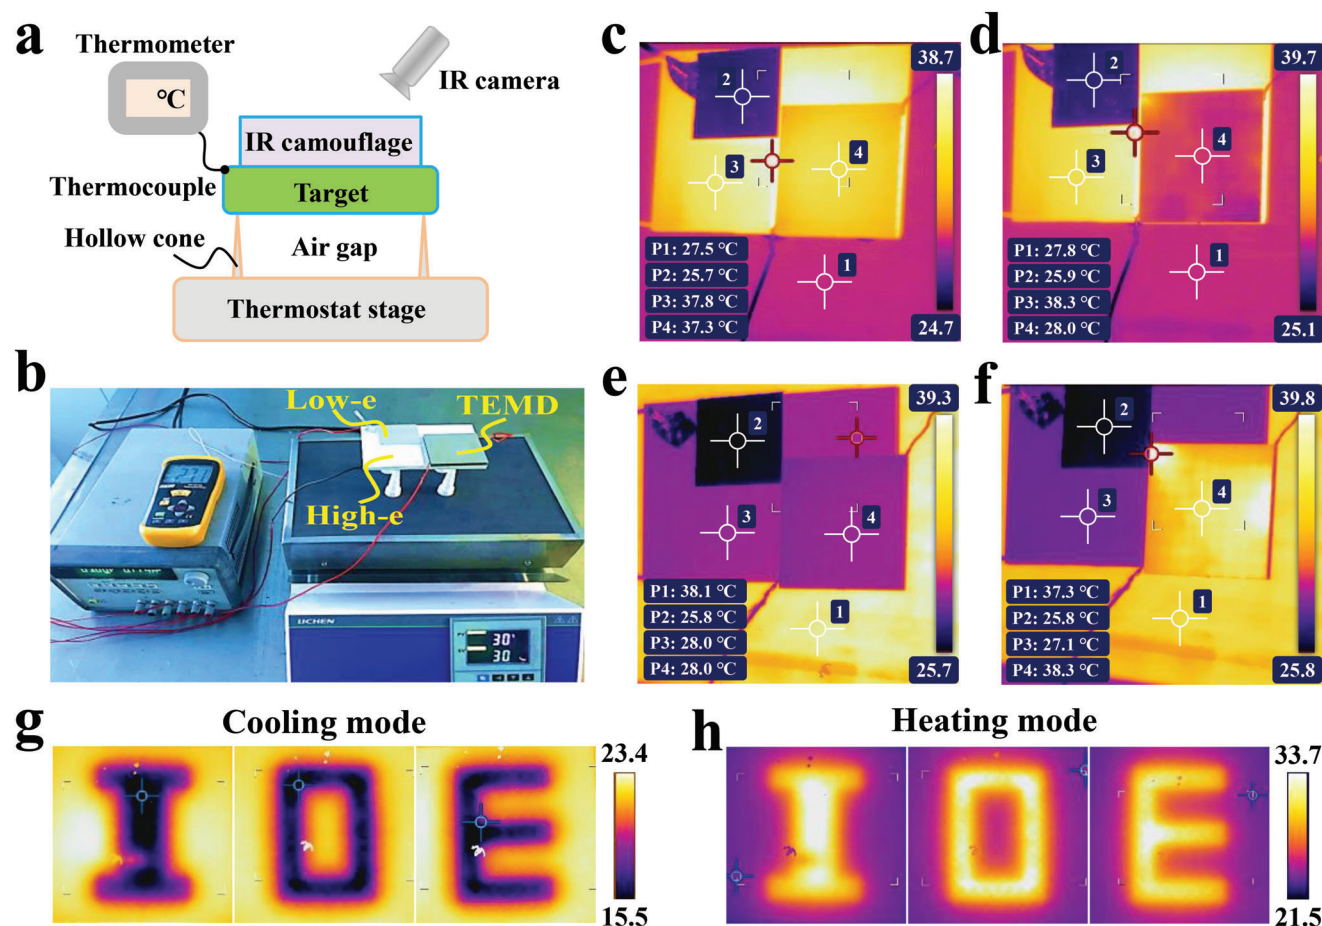 a
Thermometer
°C
IR camera
IR camouflage
Thermocouple
Target
Hollow cone
Air gap
Thermostat stage
b
Low-e
TEMD
High-e
LICHEN
30
30
c
38.7
2
3
4
1
P1: 27.5 °C
P2: 25.7 °C
P3: 37.8 °C
P4: 37.3 °C
24.7
d
39.7
2
3
4
1
P1: 27.8 °C
P2: 25.9 °C
P3: 38.3 °C
P4: 28.0 °C
25.1
e
39.3
2
3
4
1
P1: 38.1 °C
P2: 25.8 °C
P3: 28.0 °C
P4: 28.0 °C
25.7
f
39.8
2
3
4
1
P1: 37.3 °C
P2: 25.8 °C
P3: 27.1 °C
P4: 38.3 °C
25.8
g
Cooling mode
I O E
23.4
15.5
h
Heating mode
I O E
33.7
21.5